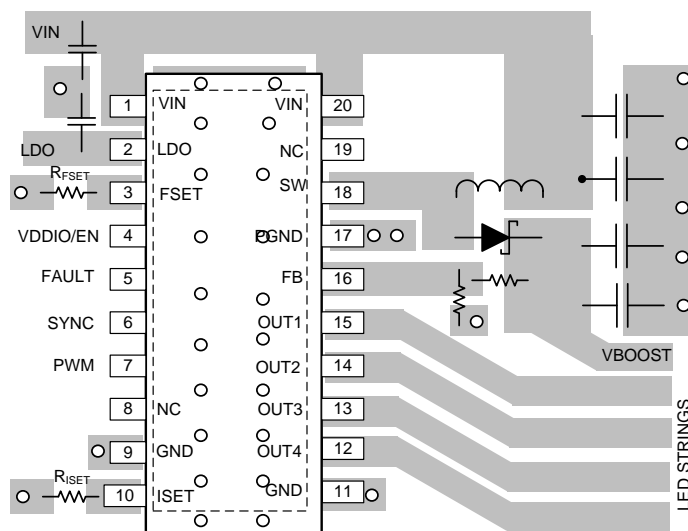 VIN
1 VIN VIN 20
LDO 2 LDO NC 19
RFSET 3 FSET SW 18
VDDIO/EN 4 PGND 17
FAULT 5 FB 16
SYNC 6 OUT1 15
PWM 7 OUT2 14
VBOOST
8 NC OUT3 13
9 GND OUT4 12
RISET 10 ISET GND 11
LED STRINGS